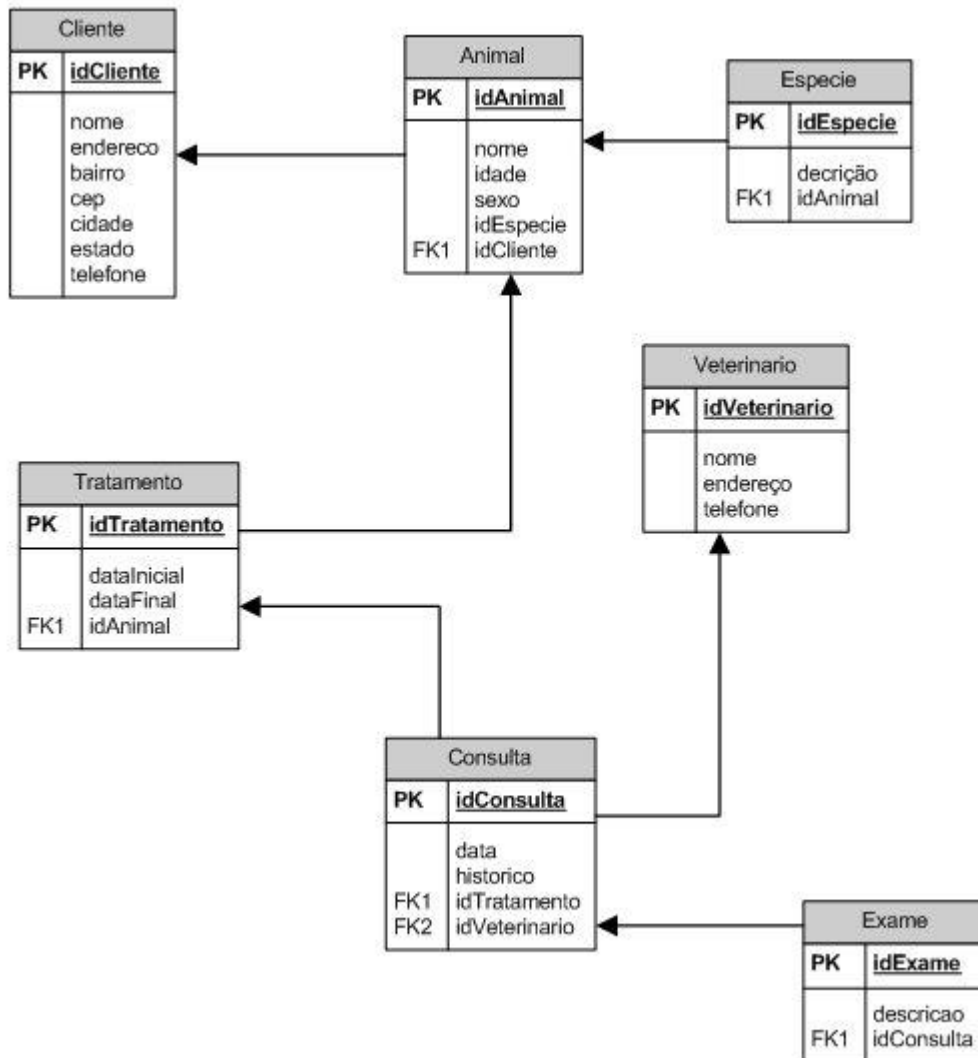 Cliente
PK idCliente
nome
endereco
bairro
cep
cidade
estado
telefone
Animal
PK idAnimal
nome
idade
sexo
idEspecie
FK1 idCliente
Especie
PK idEspecie
decrição
FK1 idAnimal
Veterinario
PK idVeterinario
nome
endereço
telefone
Tratamento
PK idTratamento
dataInicial
dataFinal
FK1 idAnimal
Consulta
PK idConsulta
data
historico
FK1 idTratamento
FK2 idVeterinario
Exame
PK idExame
descricao
FK1 idConsulta